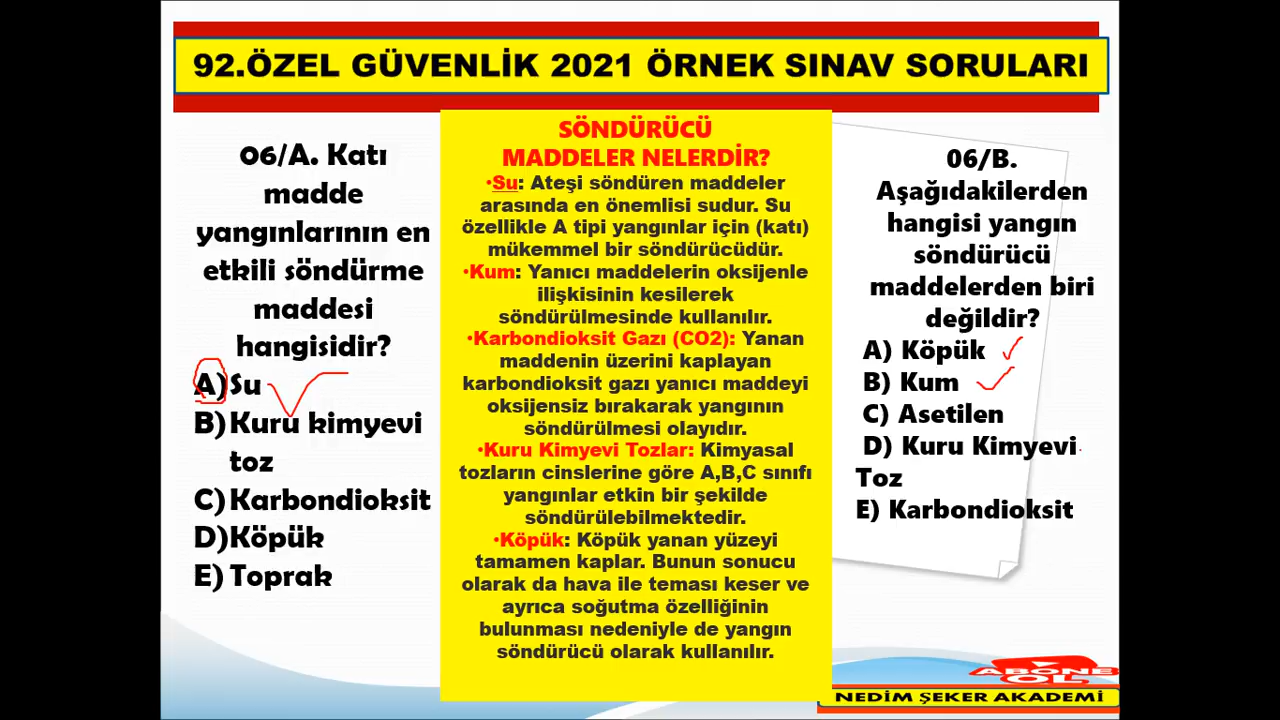 92.ÖZEL GÜVENLİK 2021 ÖRNEK SINAV SORULARI
06/A. Katı
madde
yangınlarının en
etkili söndürme
maddesi
hangisidir?
A) Su
B) Kuru kimyevi
toz
C) Karbondioksit
D) Köpük
E) Toprak
SÖNDÜRÜCÜ
MADDELER NELERDİR?
•Su: Ateşi söndüren maddeler
arasında en önemlisi sudur. Su
özellikle A tipi yangınlar için (katı)
mükemmel bir söndürücüdür.
•Kum: Yanıcı maddelerin oksijenle
ilişkisinin kesilerek
söndürülmesinde kullanılır.
•Karbondioksit Gazı (CO2): Yanan
maddenin üzerini kaplayan
karbondioksit gazı yanıcı maddeyi
oksijensiz bırakarak yangının
söndürülmesi olayıdır.
•Kuru Kimyevi Tozlar: Kimyasal
tozların cinslerine göre A,B,C sınıfı
yangınlar etkin bir şekilde
söndürülebilmektedir.
•Köpük: Köpük yanan yüzeyi
tamamen kaplar. Bunun sonucu
olarak da hava ile teması keser ve
ayrıca soğutma özelliğinin
bulunması nedeniyle de yangın
söndürücü olarak kullanılır.
06/B.
Aşağıdakilerden
hangisi yangın
söndürücü
maddelerden biri
değildir?
A) Köpük
B) Kum
C) Asetilen
D) Kuru Kimyevi
Toz
E) Karbondioksit
ABONE
OL
NEDİM ŞEKER AKADEMİ